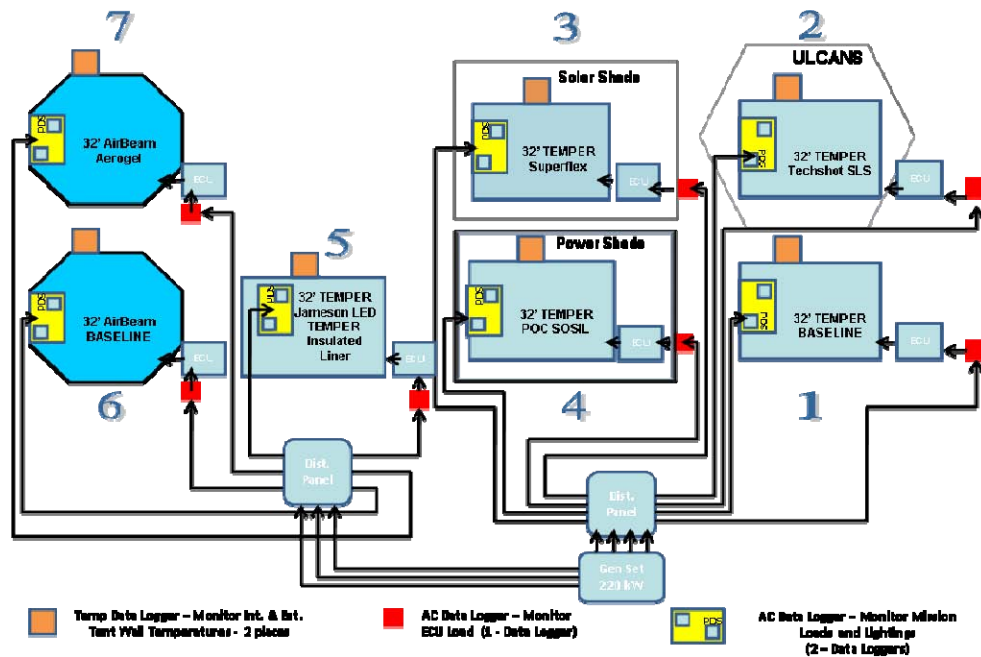 7
32' AirBeam
Aerogel
PDS
ECU
6
32' AirBeam
BASELINE
PDS
ECU
5
32' TEMPER
Jameson LED
TEMPER
Insulated
Liner
PDS
ECU
3
Solar Shade
32' TEMPER
Superflex
PDS
ECU
Power Shade
32' TEMPER
POC SOSIL
PDS
ECU
4
2
ULCANS
32' TEMPER
Techshot SLS
PDS
ECU
32' TEMPER
BASELINE
PDS
ECU
1
Dist.
Panel
Dist.
Panel
Gen Set
220 kW
Temp Data Logger – Monitor Int. & Ext.
Tent Wall Temperatures - 2 pieces
AC Data Logger – Monitor
ECU Load (1 - Data Logger)
PDS
AC Data Logger – Monitor Mission
Loads and Lightings
(2 – Data Loggers)